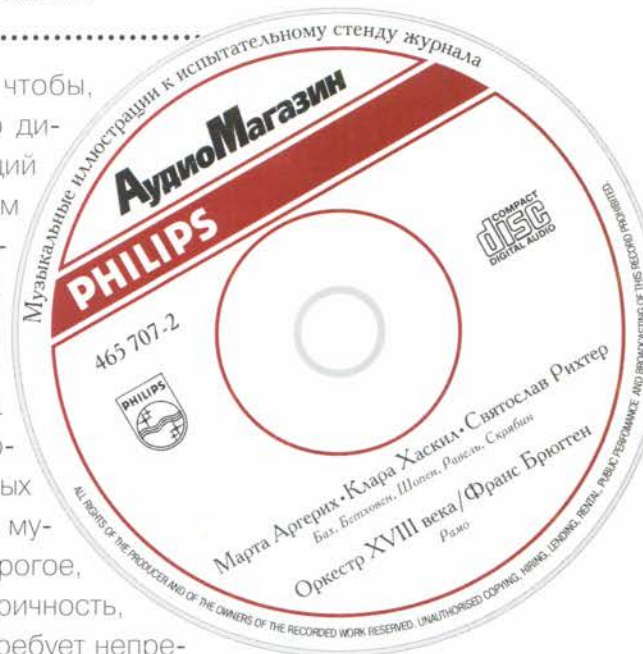 чтобы,
ди-
ций
м
му-
рогое,
ричность,
ребует непре-
ых
Музыкальные иллюстрации к испытательному стенду журнала
АудиоМагазин
PHILIPS
COMPACT
disc
DIGITAL AUDIO
465 707-2
PHILIPS
Марта Аргерих•Клара Хаскил•Святослав Рихтер
Бах, Бетховен, Шопен, Равель, Скрябин
Оркестр XVIII века/Франс Брюгген
Рамо
ALL RIGHTS OF THE PRODUCER AND OF THE OWNERS OF THE RECORDED WORK RESERVED. UNAUTHORISED COPYING, HIRING, LENDING, RENTAL, PUBLIC PERFOMANCE AND BROADCASTING OF THIS RECORD PROHIBITED.